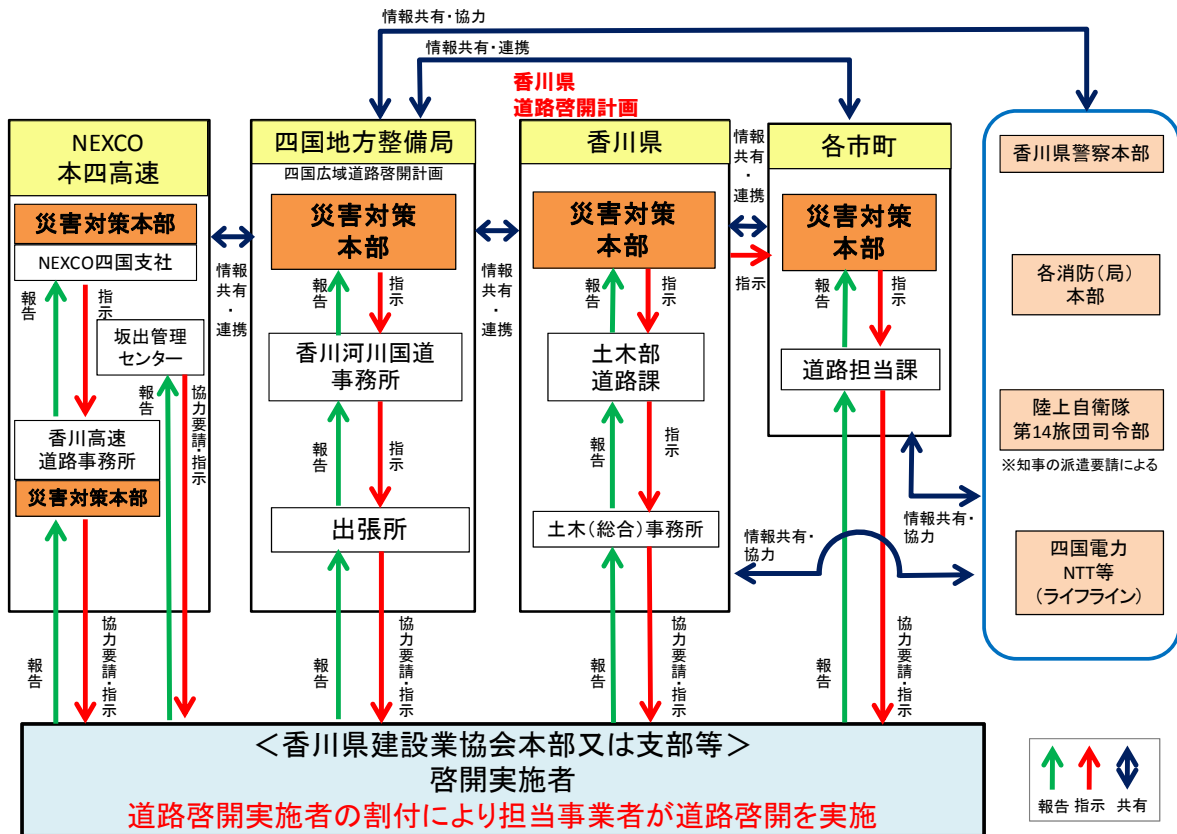 情報共有・協力
情報共有・連携
香川県
道路啓開計画
NEXCO
本四高速
災害対策本部
NEXCO四国支社
報告
指示
坂出管理
センター
香川高速
道路事務所
災害対策本部
報告
協力要請・指示
報告
協力要請・指示
情報共有・連携
四国地方整備局
四国広域道路啓開計画
災害対策
本部
報告
指示
香川河川国道
事務所
報告
指示
出張所
報告
協力要請・指示
情報共有・連携
香川県
災害対策
本部
報告
指示
土木部
道路課
報告
指示
土木(総合)事務所
報告
協力要請・指示
情報共有・連携
指示
各市町
災害対策
本部
報告
指示
道路担当課
報告
協力要請・指示
情報共有・
協力
情報共有・
協力
香川県警察本部
各消防(局)
本部
陸上自衛隊
第14旅団司令部
※知事の派遣要請による
四国電力
NTT等
(ライフライン)
<香川県建設業協会本部又は支部等>
啓開実施者
道路啓開実施者の割付により担当事業者が道路啓開を実施
報告 指示 共有